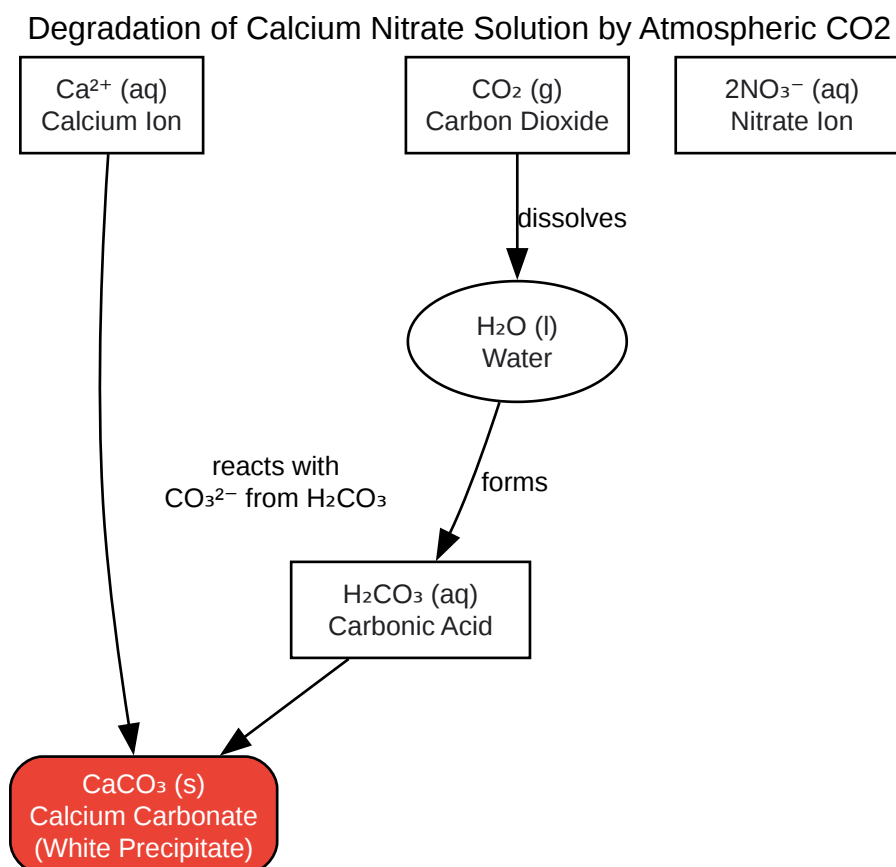 Degradation of Calcium Nitrate Solution by Atmospheric CO2
Ca²⁺ (aq)
Calcium Ion
CO₂ (g)
Carbon Dioxide
2NO₃⁻ (aq)
Nitrate Ion
dissolves
H₂O (l)
Water
reacts with
CO₃²⁻ from H₂CO₃
forms
H₂CO₃ (aq)
Carbonic Acid
CaCO₃ (s)
Calcium Carbonate
(White Precipitate)